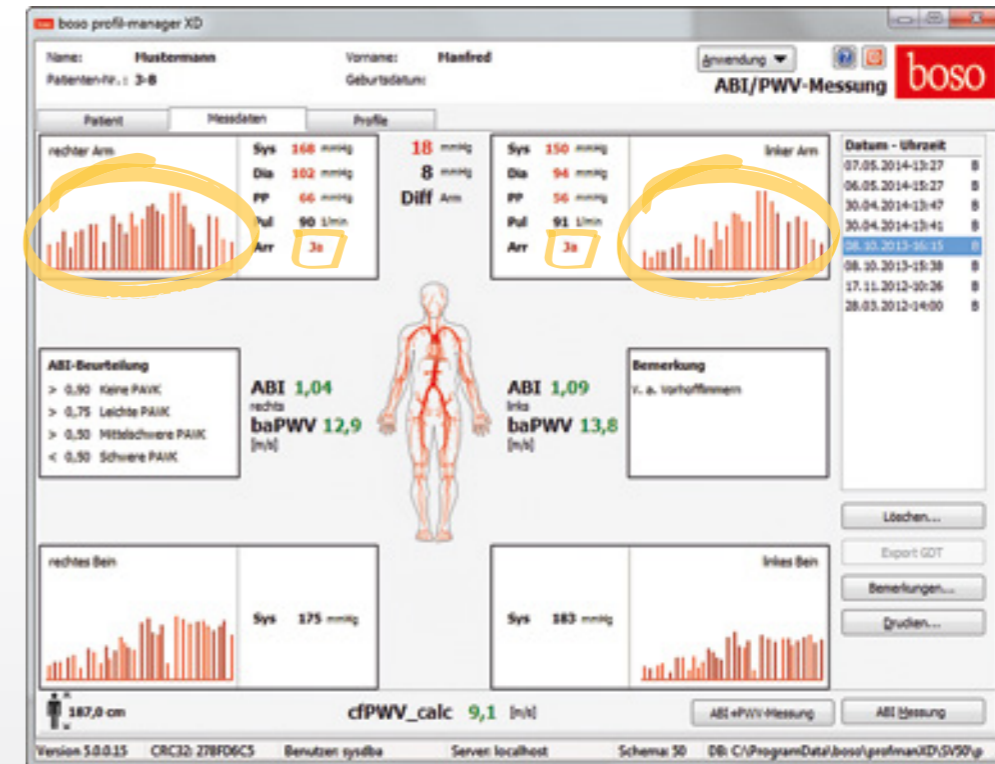 boso profil-manager XD
Name: Mustermann Vorname: Manfred
Patienten-Nr.: 3-8 Geburtsdatum:
Anwendung
ABI/PWV-Messung
boso
Patient Messdaten Profile
rechter Arm
Sys 168 mmHg
Dia 102 mmHg
PP 66 mmHg
Pul 90 1/min
Arr Ja
18 mmHg
8 mmHg
Diff Arm
Sys 150 mmHg
Dia 94 mmHg
PP 56 mmHg
Pul 91 1/min
Arr Ja
linker Arm
Datum - Uhrzeit
07.05.2014-13:27 B
06.05.2014-15:27 B
30.04.2014-13:47 B
30.04.2014-13:41 B
08.10.2013-16:15 B
08.10.2013-15:38 B
17.11.2012-10:26 B
28.03.2012-14:00 B
ABI-Beurteilung
> 0,90 Keine PAVK
> 0,75 Leichte PAVK
> 0,50 Mittelschwere PAVK
< 0,50 Schwere PAVK
ABI 1,04
rechts
baPWV 12,9
[m/s]
ABI 1,09
links
baPWV 13,8
[m/s]
Bemerkung
V. a. Vorhofflimmern
Löschen...
Export GDT
Bemerkungen...
Drucken...
rechtes Bein
Sys 175 mmHg
Sys 183 mmHg
linkes Bein
187,0 cm
cfPWV_calc 9,1 [m/s]
ABI+PWV-Messung
ABI Messung
Version 5.0.0.15 CRC32: 278FD6C5 Benutzer: sysdba Server: localhost Schema: 50 DB: C:\ProgramData\boso\profmanXD\SV50\p